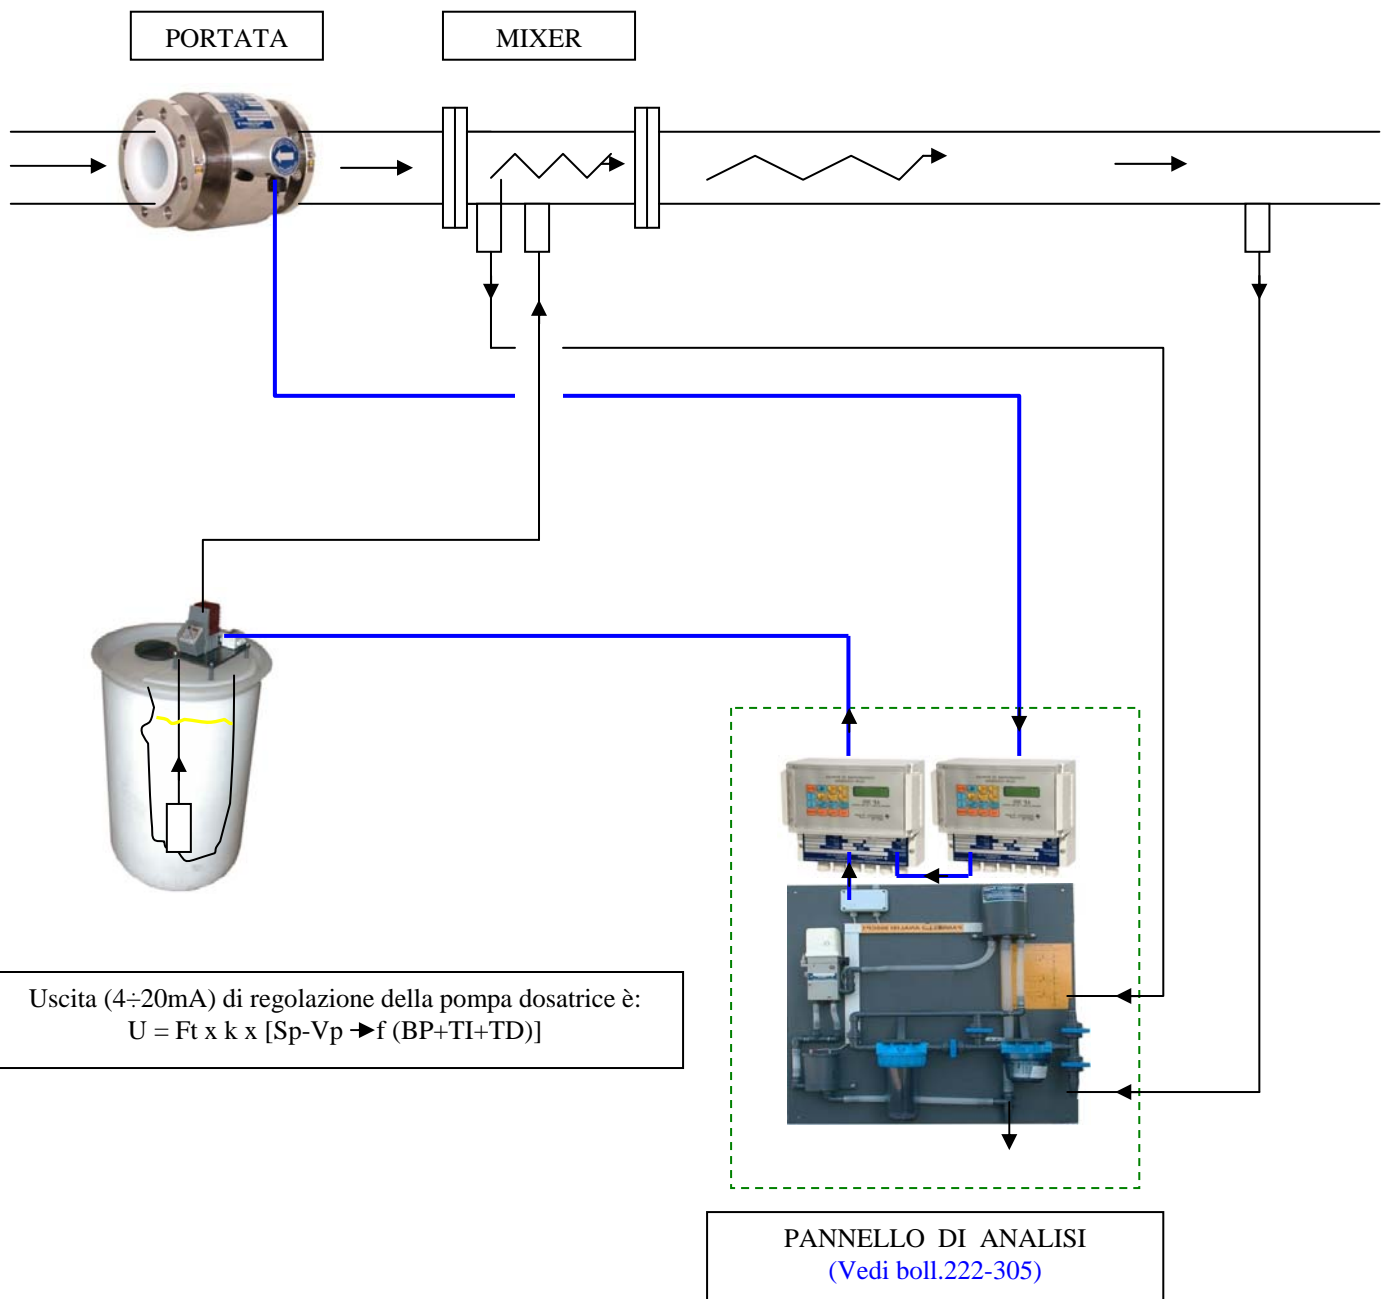 PORTATA
MIXER
Uscita (4÷20mA) di regolazione della pompa dosatrice è:
U = Ft x k x [Sp-Vp →f (BP+TI+TD)]
PANNELLO DI ANALISI
(Vedi boll.222-305)